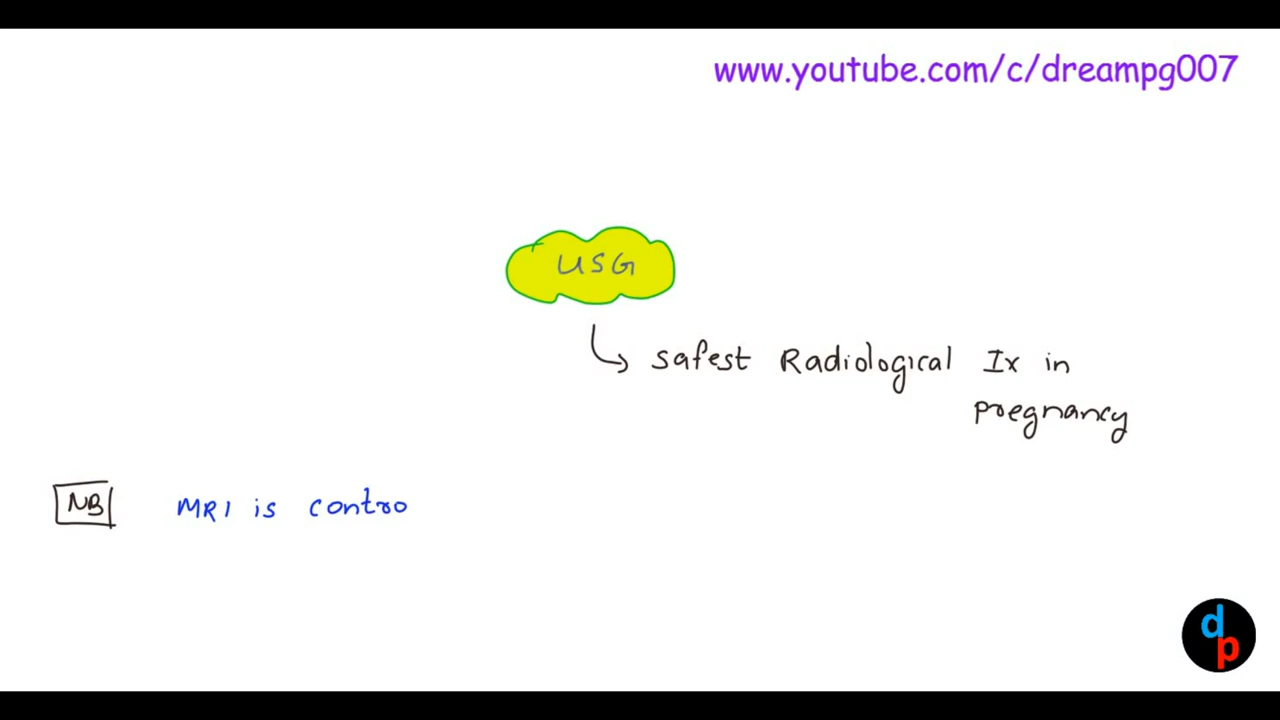 www.youtube.com/c/dreampg007
USG
safest Radiological Ix in
pregnancy
NB MRI is contro
dp